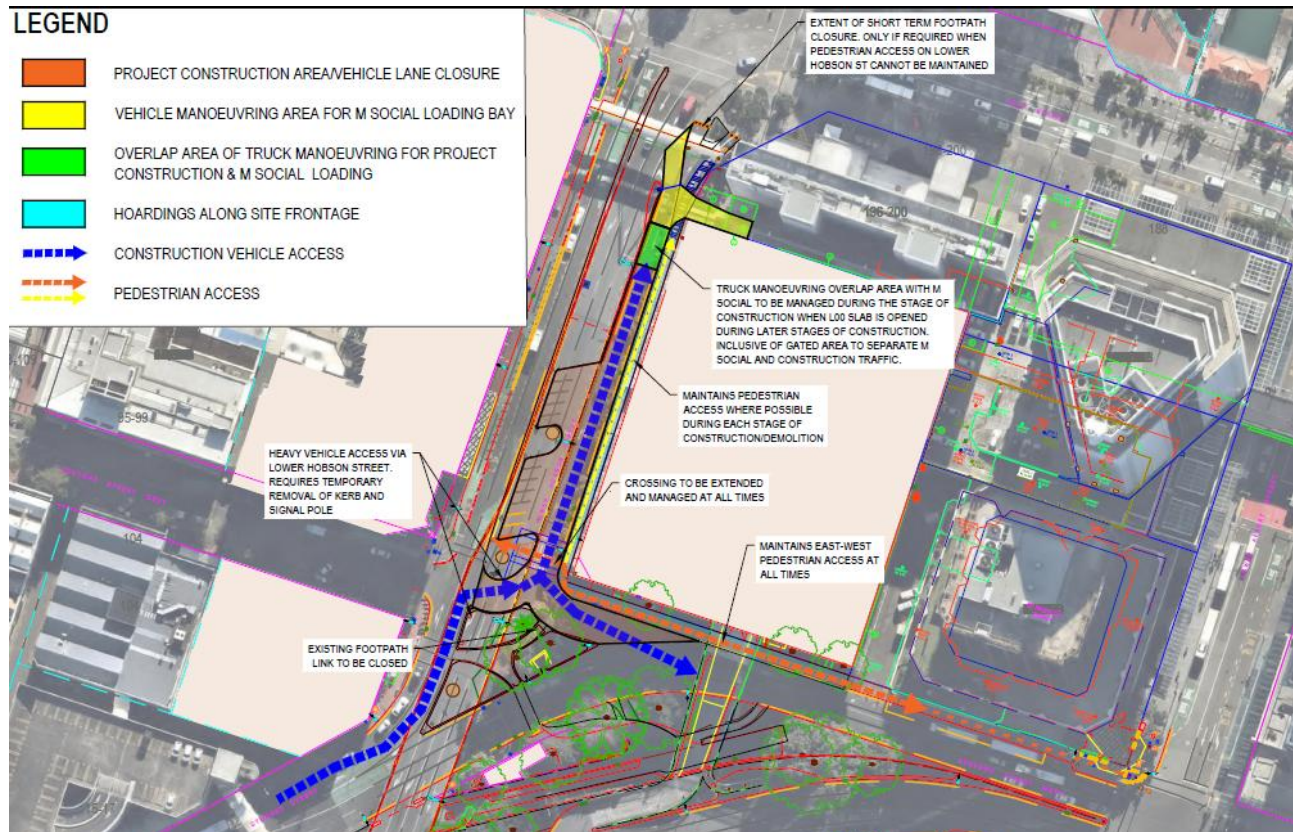 LEGEND
PROJECT CONSTRUCTION AREA/VEHICLE LANE CLOSURE
VEHICLE MANOEUVRING AREA FOR M SOCIAL LOADING BAY
OVERLAP AREA OF TRUCK MANOEUVRING FOR PROJECT
CONSTRUCTION & M SOCIAL LOADING
HOARDINGS ALONG SITE FRONTAGE
CONSTRUCTION VEHICLE ACCESS
PEDESTRIAN ACCESS
EXTENT OF SHORT TERM FOOTPATH
CLOSURE. ONLY IF REQUIRED WHEN
PEDESTRIAN ACCESS ON LOWER
HOBSON ST CANNOT BE MAINTAINED
200
196-200
188
TRUCK MANOEUVRING OVERLAP AREA WITH M
SOCIAL TO BE MANAGED DURING THE STAGE OF
CONSTRUCTION WHEN L00 SLAB IS OPENED
DURING LATER STAGES OF CONSTRUCTION.
INCLUSIVE OF GATED AREA TO SEPARATE M
SOCIAL AND CONSTRUCTION TRAFFIC.
MAINTAINS PEDESTRIAN
ACCESS WHERE POSSIBLE
DURING EACH STAGE OF
CONSTRUCTION/DEMOLITION
HEAVY VEHICLE ACCESS VIA
LOWER HOBSON STREET.
REQUIRES TEMPORARY
REMOVAL OF KERB AND
SIGNAL POLE
CROSSING TO BE EXTENDED
AND MANAGED AT ALL TIMES
104
MAINTAINS EAST-WEST
PEDESTRIAN ACCESS AT
ALL TIMES
EXISTING FOOTPATH
LINK TO BE CLOSED